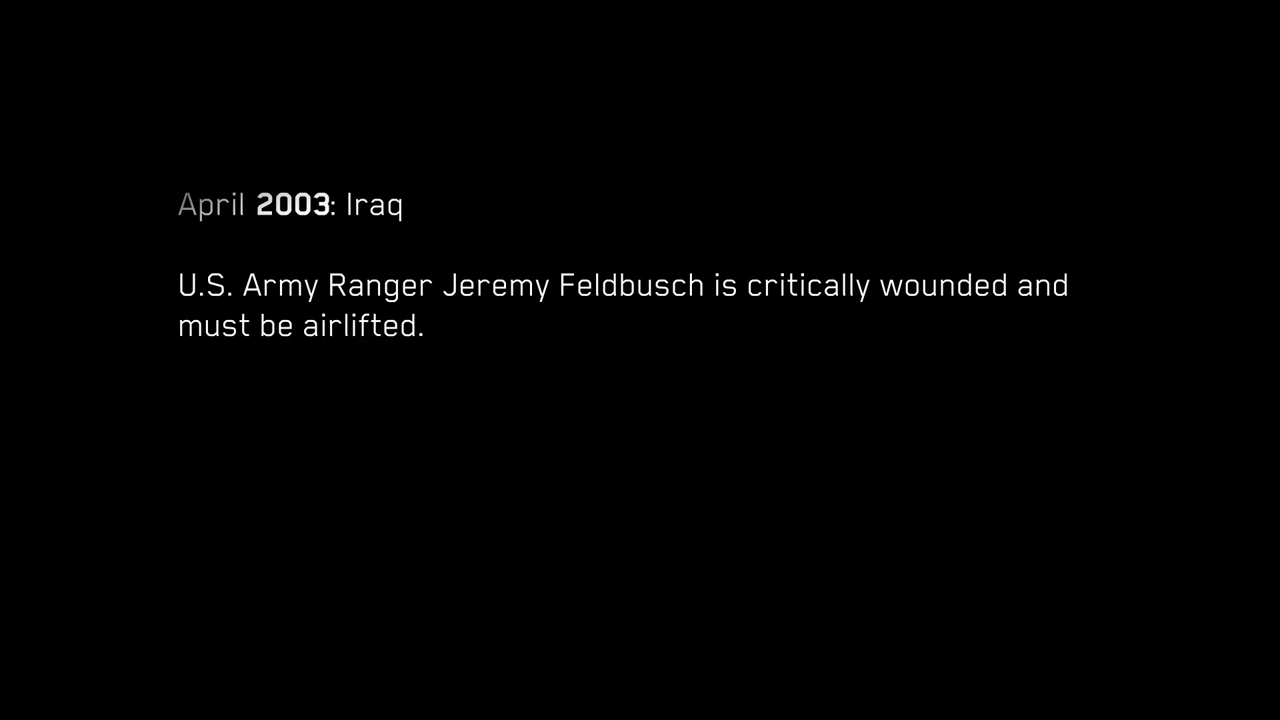 April 2003: Iraq
U.S. Army Ranger Jeremy Feldbusch is critically wounded and
must be airlifted.